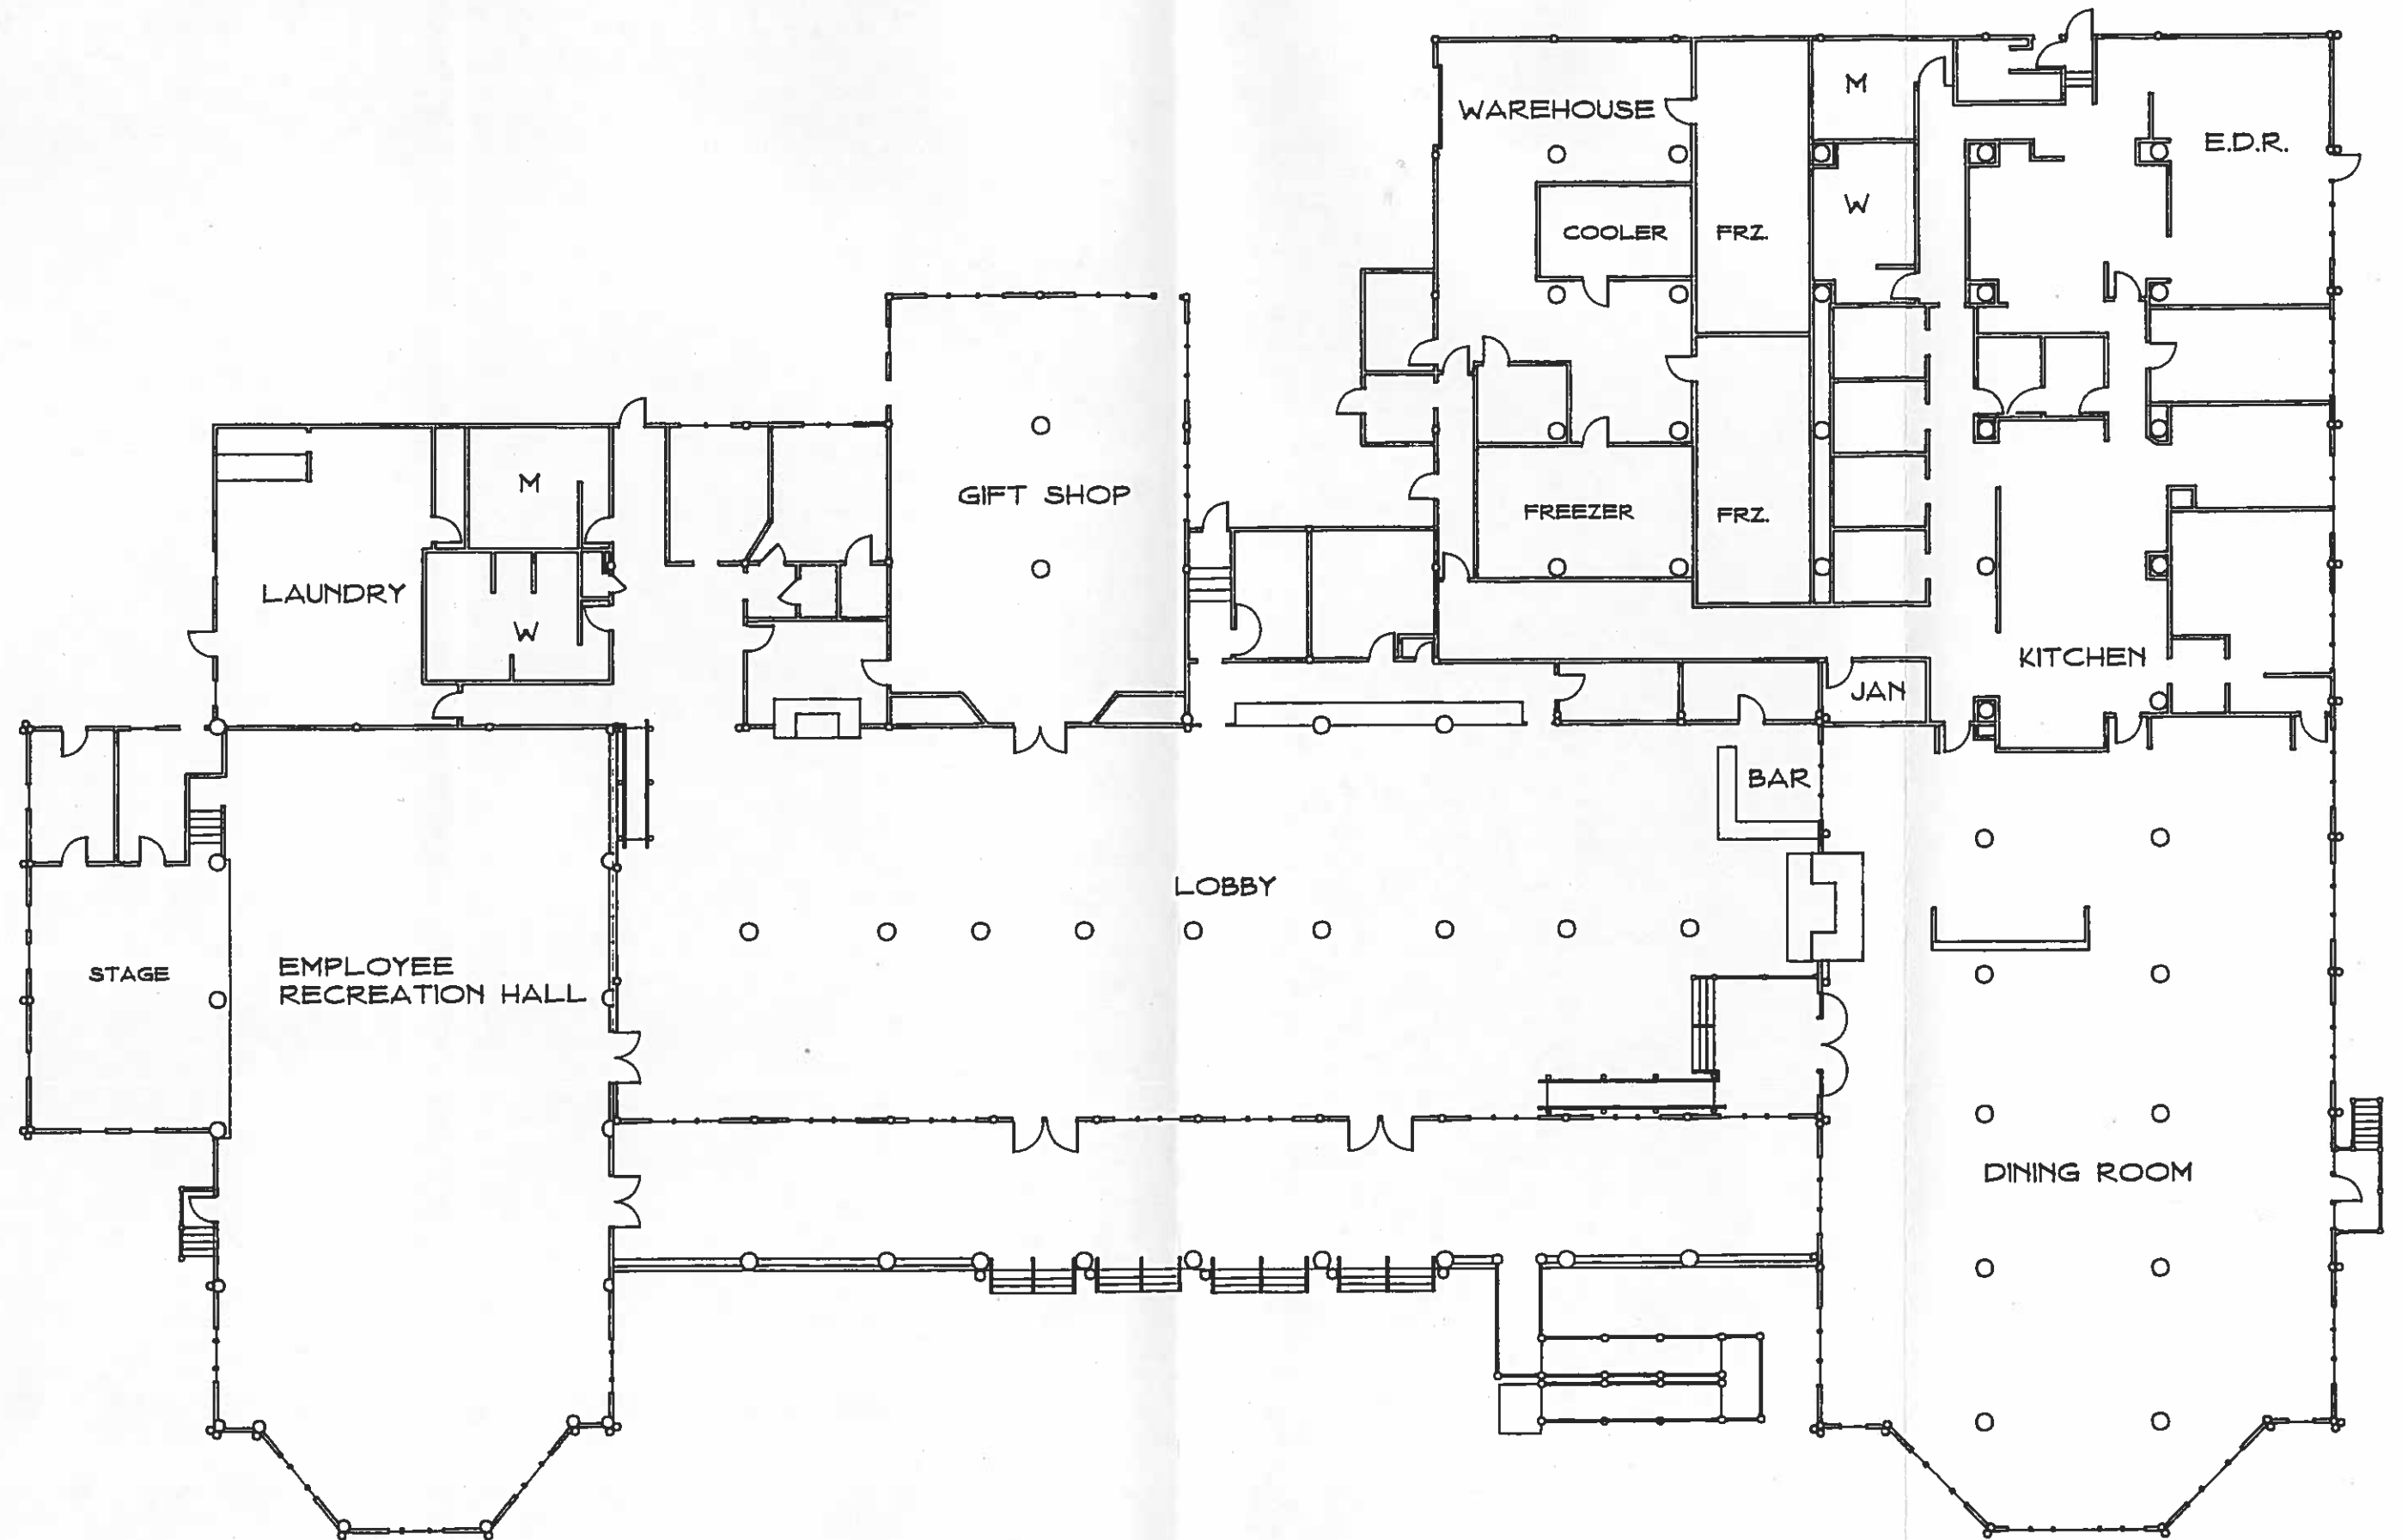 WAREHOUSE
M
E.D.R.
W
COOLER
FRZ.
M
GIFT SHOP
FREEZER
FRZ.
LAUNDRY
W
KITCHEN
JAN
BAR
LOBBY
STAGE
EMPLOYEE
RECREATION HALL
DINING ROOM